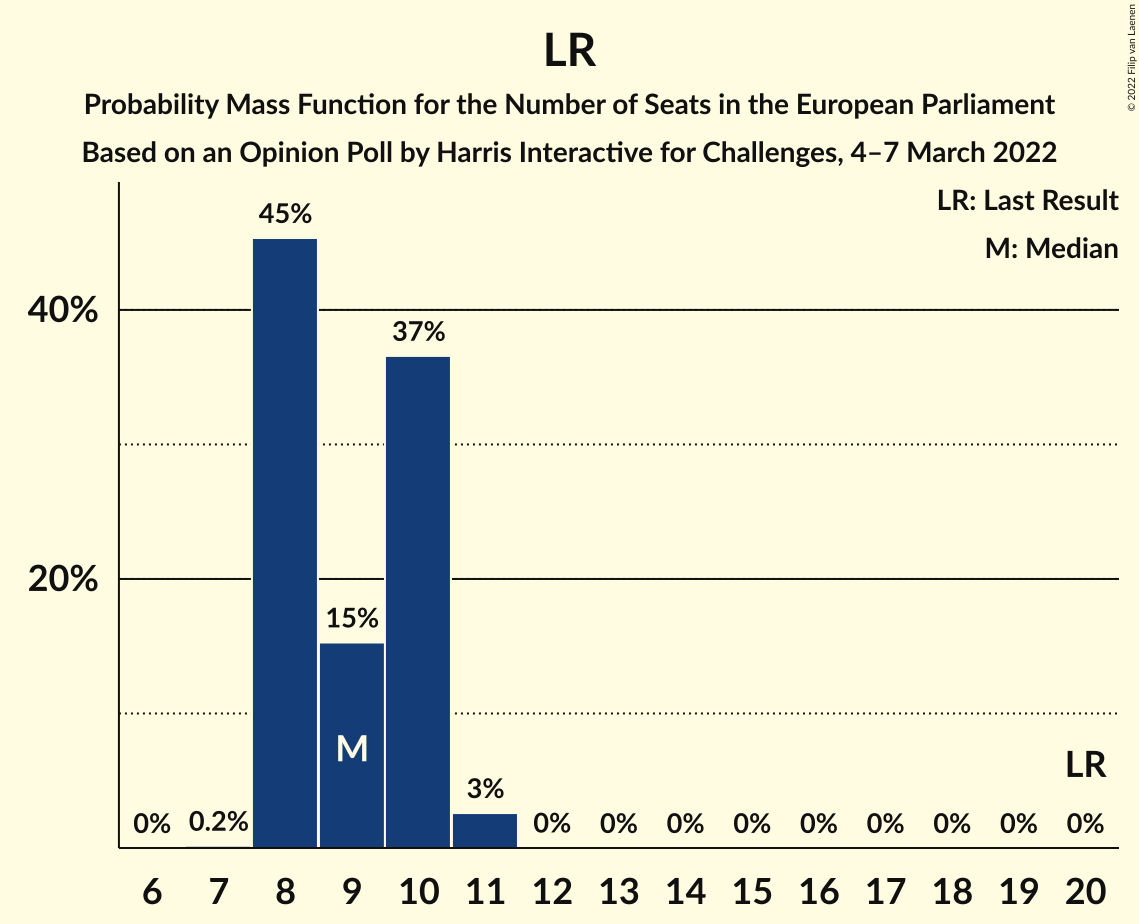 LR
Probability Mass Function for the Number of Seats in the European Parliament
Based on an Opinion Poll by Harris Interactive for Challenges, 4–7 March 2022
© 2022 Filip van Laenen
LR: Last Result
M: Median
45%
40%
37%
20%
15%
M
LR
3%
0% 0.2% 0% 0% 0% 0% 0% 0% 0% 0% 0%
6 7 8 9 10 11 12 13 14 15 16 17 18 19 20